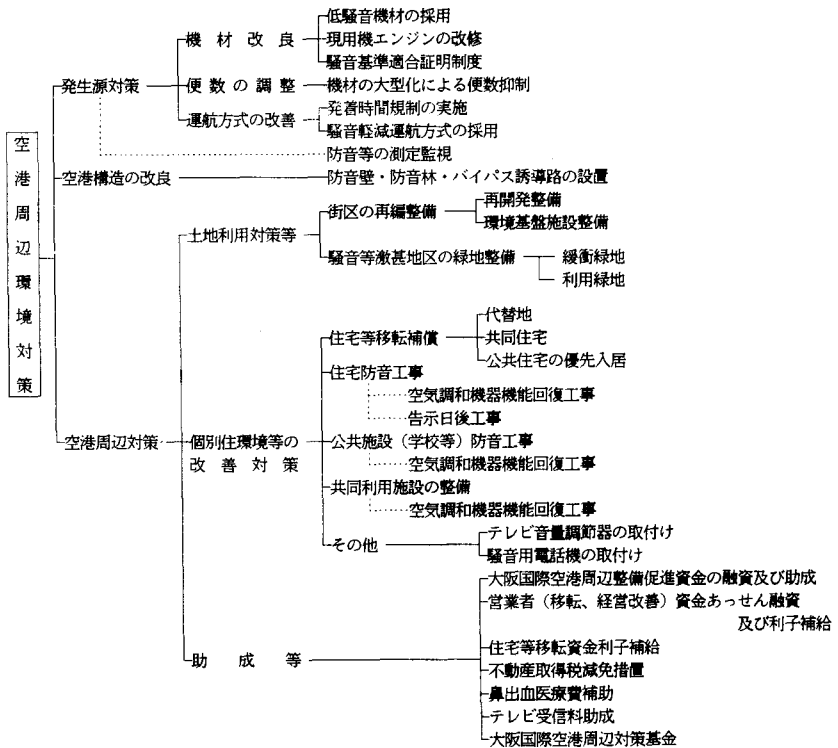 空港周辺環境対策
発生源対策
機材改良
低騒音機材の採用
現用機エンジンの改修
騒音基準適合証明制度
便数の調整
機材の大型化による便数抑制
運航方式の改善
発着時間規制の実施
騒音軽減運航方式の採用
防音等の測定監視
空港構造の改良
防音壁・防音林・バイパス誘導路の設置
空港周辺対策
土地利用対策等
街区の再編整備
再開発整備
環境基盤施設整備
騒音等激甚地区の緑地整備
緩衝緑地
利用緑地
個別住環境等の
改善対策
住宅等移転補償
代替地
共同住宅
公共住宅の優先入居
住宅防音工事
空気調和機器機能回復工事
告示日後工事
公共施設（学校等）防音工事
空気調和機器機能回復工事
共同利用施設の整備
空気調和機器機能回復工事
その他
テレビ音量調節器の取付け
騒音用電話機の取付け
助成等
大阪国際空港周辺整備促進資金の融資及び助成
営業者（移転、経営改善）資金あっせん融資
及び利子補給
住宅等移転資金利子補給
不動産取得税減免措置
鼻出血医療費補助
テレビ受信料助成
大阪国際空港周辺対策基金